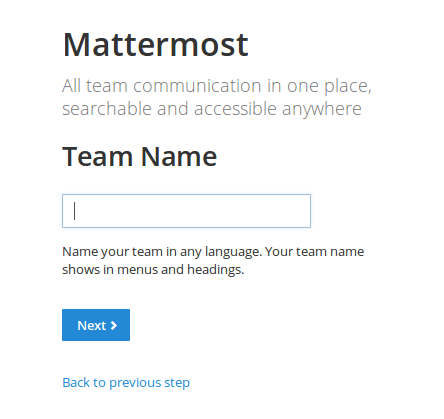 Mattermost
All team communication in one place,
searchable and accessible anywhere
Team Name
Name your team in any language. Your team name
shows in menus and headings.
Next
Back to previous step